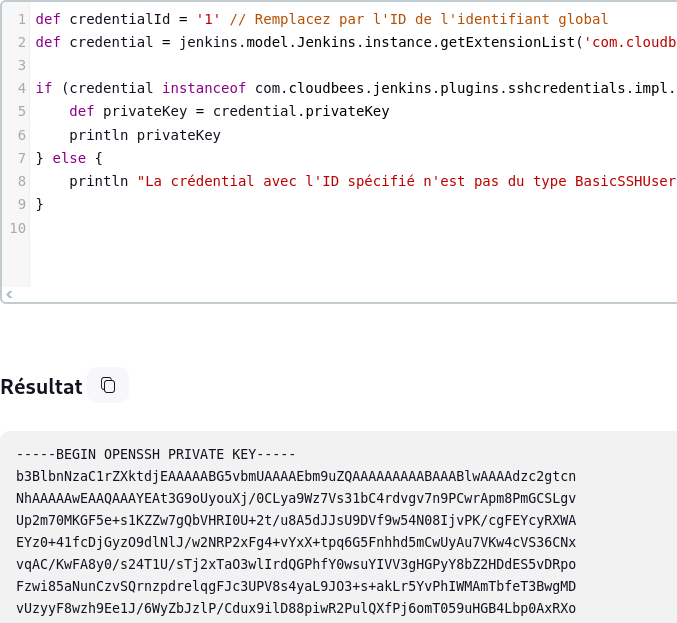 1 def credentialId = '1' // Remplacez par l'ID de l'identifiant global
2 def credential = jenkins.model.Jenkins.instance.getExtensionList('com.cloudb
3
4 if (credential instanceof com.cloudbees.jenkins.plugins.sshcredentials.impl.
5 def privateKey = credential.privateKey
6 println privateKey
7 } else {
8 println "La crédential avec l'ID spécifié n'est pas du type BasicSSHUser
9 }
10
Résultat
-----BEGIN OPENSSH PRIVATE KEY-----
b3BlbnNzaC1rZXktdjEAAAAABG5vbmUAAAAEbm9uZQAAAAAAAAABAAABlwAAAAdzc2gtcn
NhAAAAAwEAAQAAAYEAt3G9oUyouXj/0CLya9Wz7Vs31bC4rdvgv7n9PCwrApm8PmGCSLgv
Up2m70MKGF5e+s1KZZw7gQbVHRI0U+2t/u8A5dJJsU9DVf9w54N08IjvPK/cgFEYcyRXWA
EYz0+41fcDjGyzO9dlNlJ/w2NRP2xFg4+vYxX+tpq6G5Fnhhd5mCwUyAu7VKw4cVS36CNx
vqAC/KwFA8y0/s24T1U/sTj2xTaO3wlIrdQGPhfY0wsuYIVV3gHGPyY8bZ2HDdES5vDRpo
Fzwi85aNunCzvSQrnzpdrelqgFJc3UPV8s4yaL9JO3+s+akLr5YvPhIWMAmTbfeT3BwgMD
vUzyyF8wzh9Ee1J/6WyZbJzlP/Cdux9ilD88piwR2PulQXfPj6omT059uHGB4Lbp0AxRXo